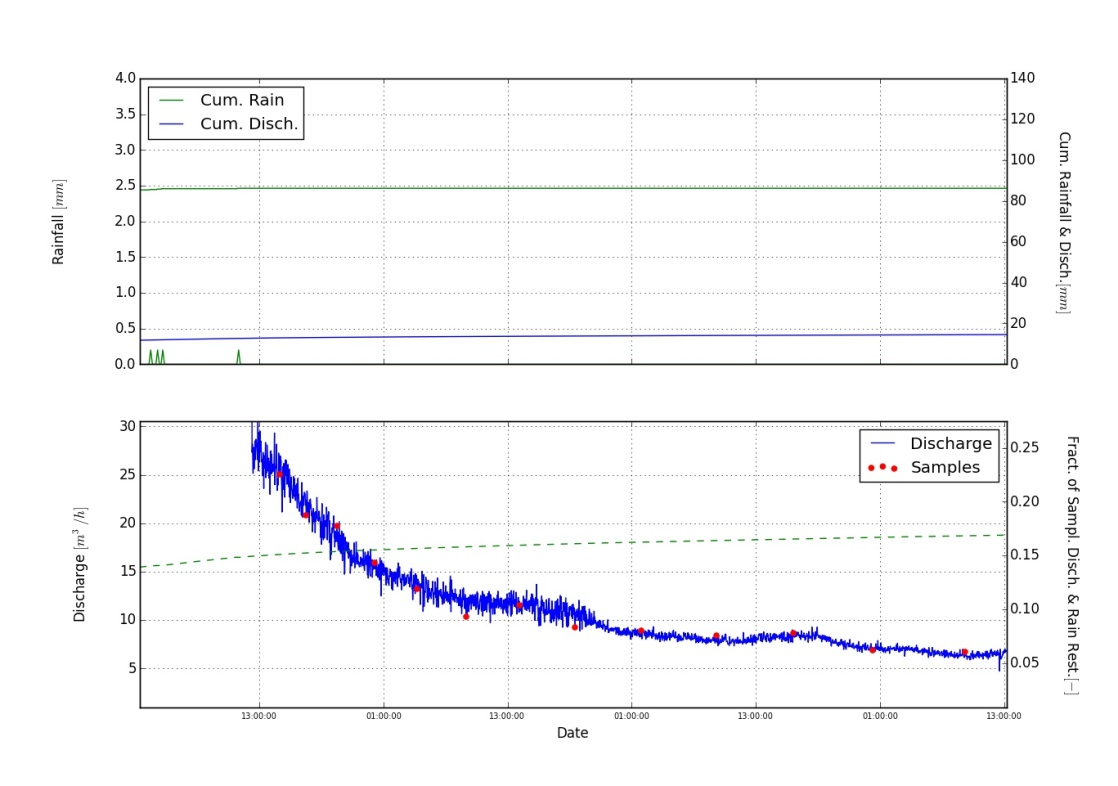 4.0
3.5
3.0
2.5
2.0
1.5
1.0
0.5
0.0
Rainfall [mm]
Cum. Rain
Cum. Disch.
140
120
100
80
60
40
20
0
Cum. Rainfall & Disch.[mm]
30
25
20
15
10
5
Discharge [m³/h]
Discharge
Samples
0.25
0.20
0.15
0.10
0.05
Fract. of Sampl. Disch. & Rain Rest.[−]
13:00:00 01:00:00 13:00:00 01:00:00 13:00:00 01:00:00 13:00:00
Date